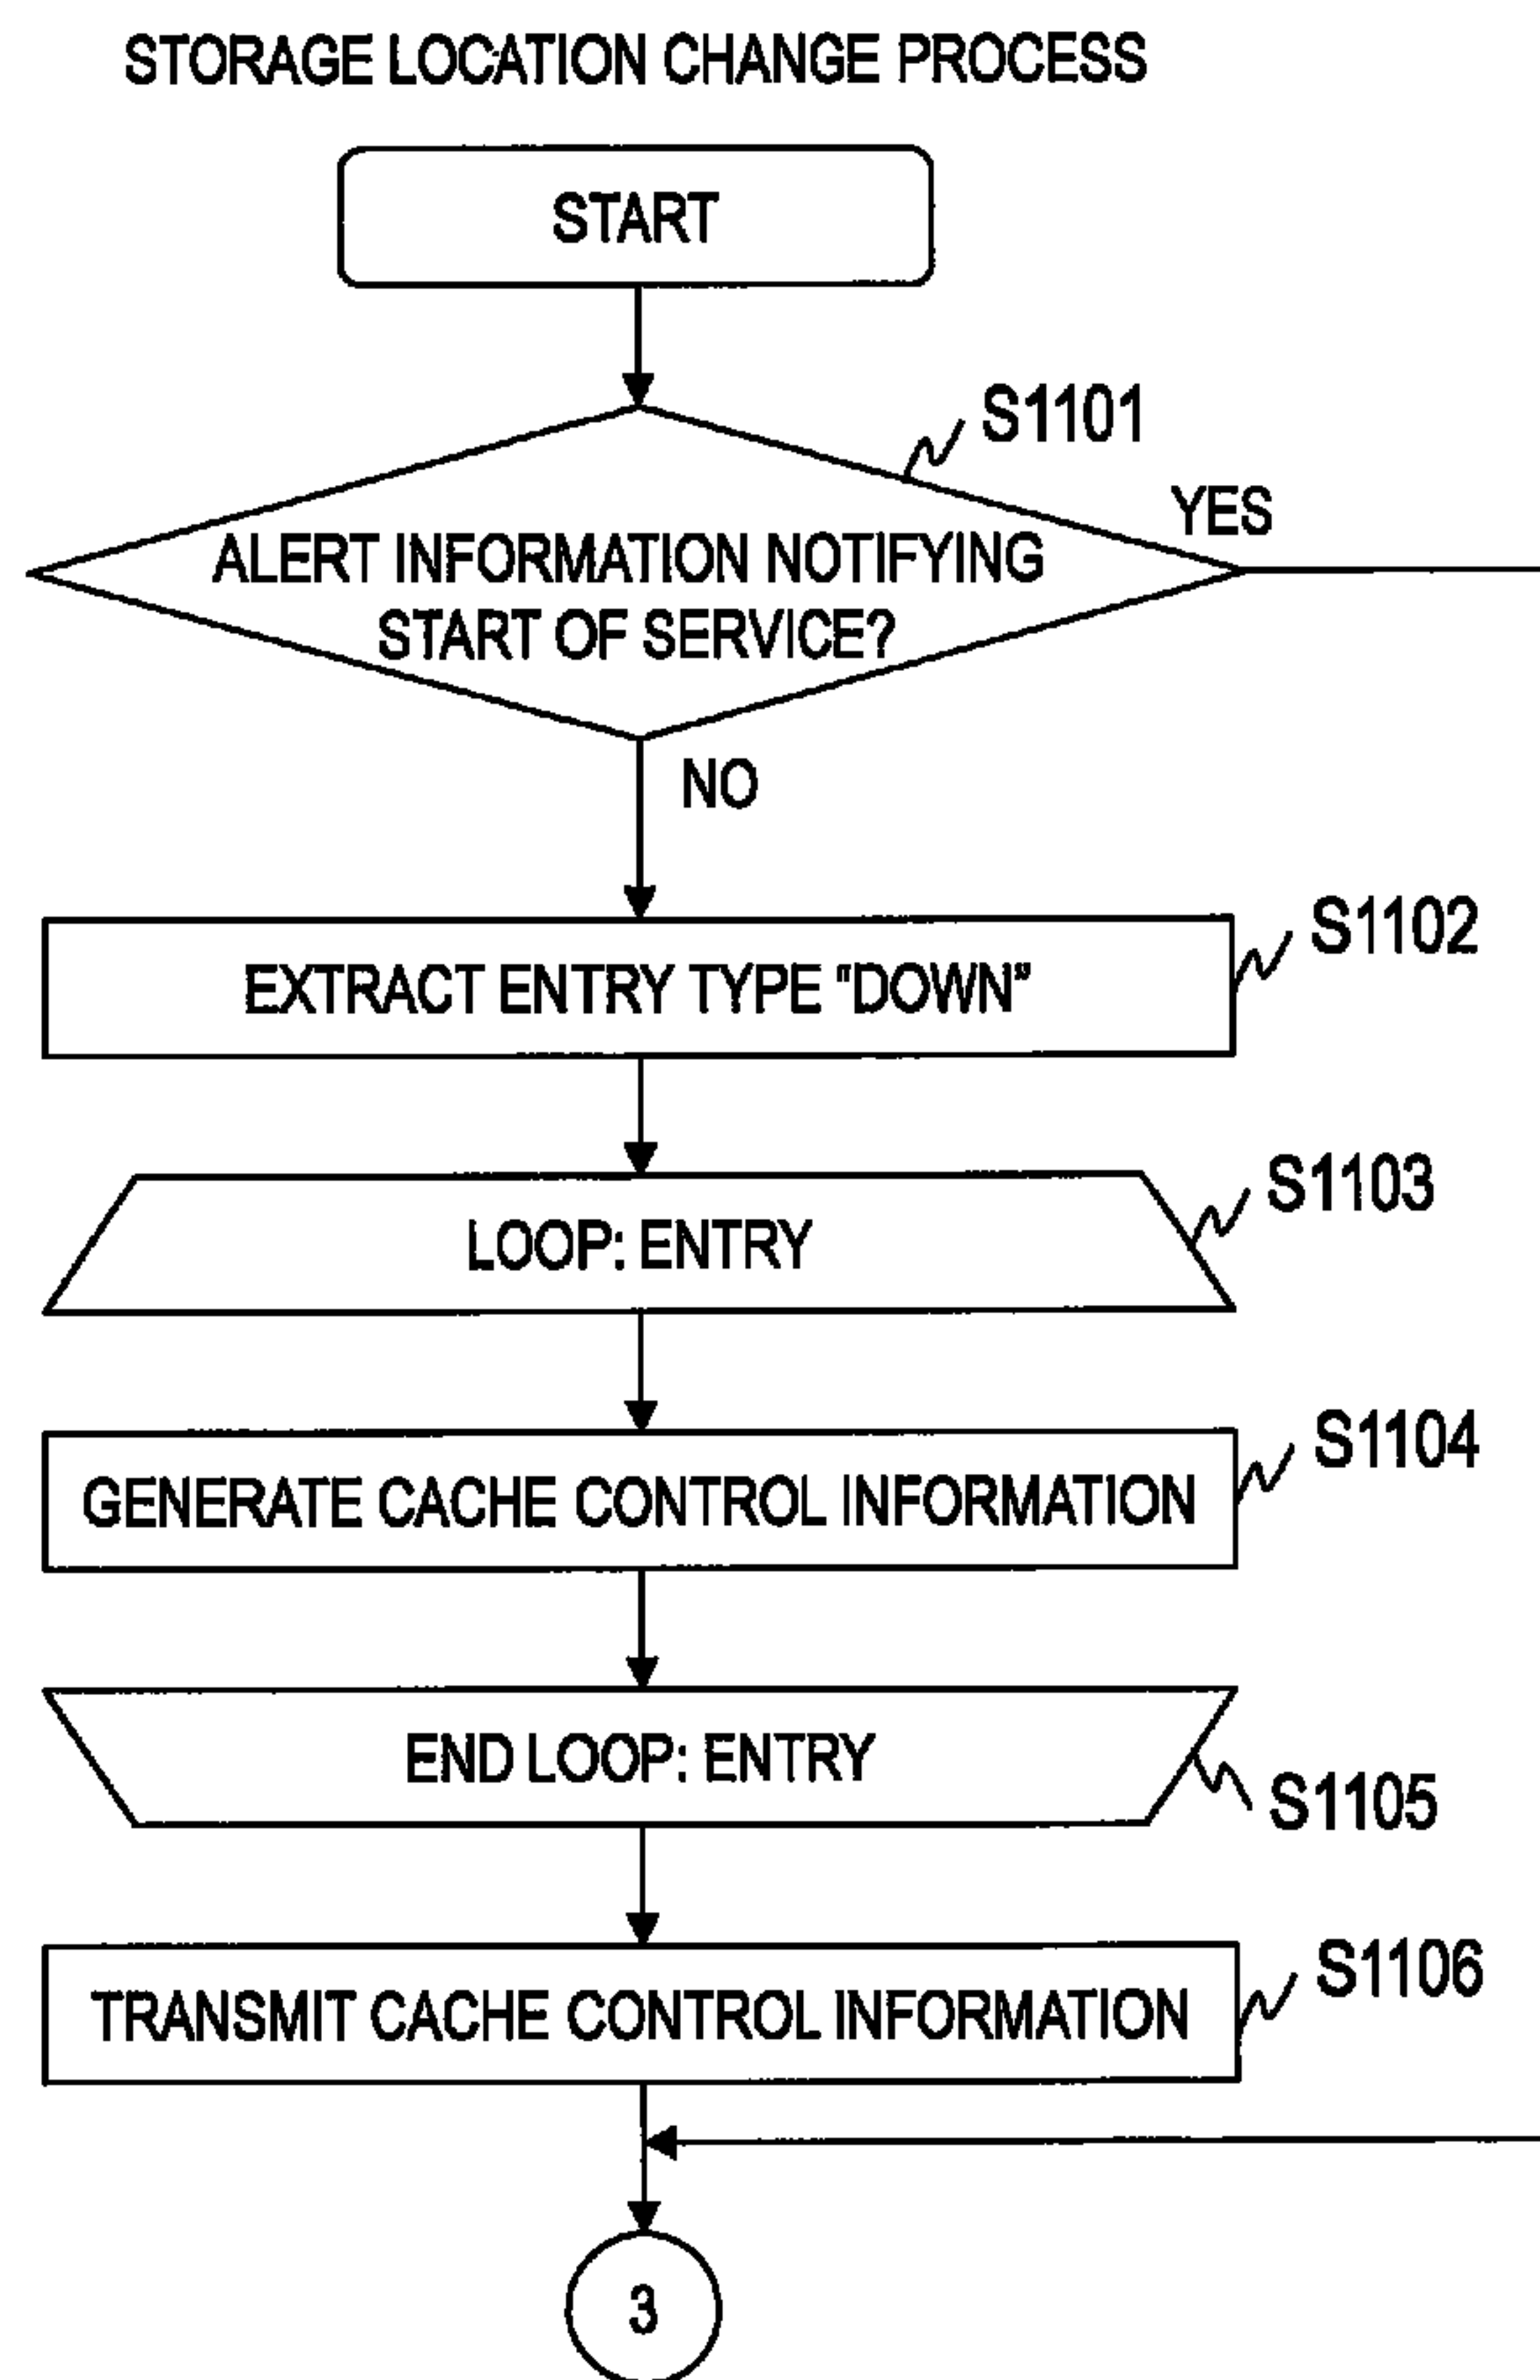 STORAGE LOCATION CHANGE PROCESS
START
S1101
YES
ALERT INFORMATION NOTIFYING
START OF SERVICE?
NO
S1102
EXTRACT ENTRY TYPE "DOWN"
S1103
LOOP: ENTRY
S1104
GENERATE CACHE CONTROL INFORMATION
END LOOP: ENTRY
S1105
S1106
TRANSMIT CACHE CONTROL INFORMATION
3